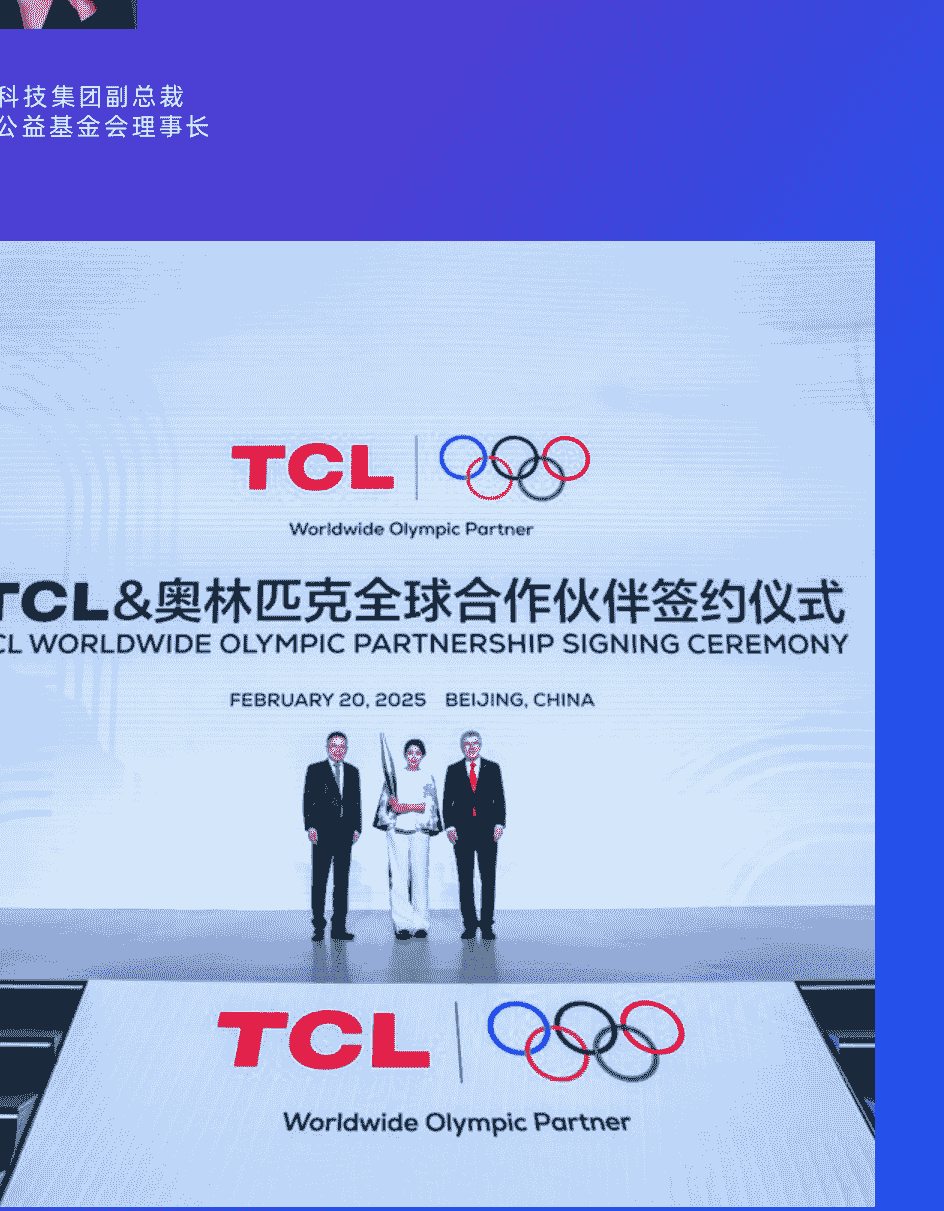 科技集团副总裁
公益基金会理事长
TCL
Worldwide Olympic Partner
TCL&奥林匹克全球合作伙伴签约仪式
CL WORLDWIDE OLYMPIC PARTNERSHIP SIGNING CEREMONY
FEBRUARY 20, 2025 BEIJING, CHINA
TCL
Worldwide Olympic Partner